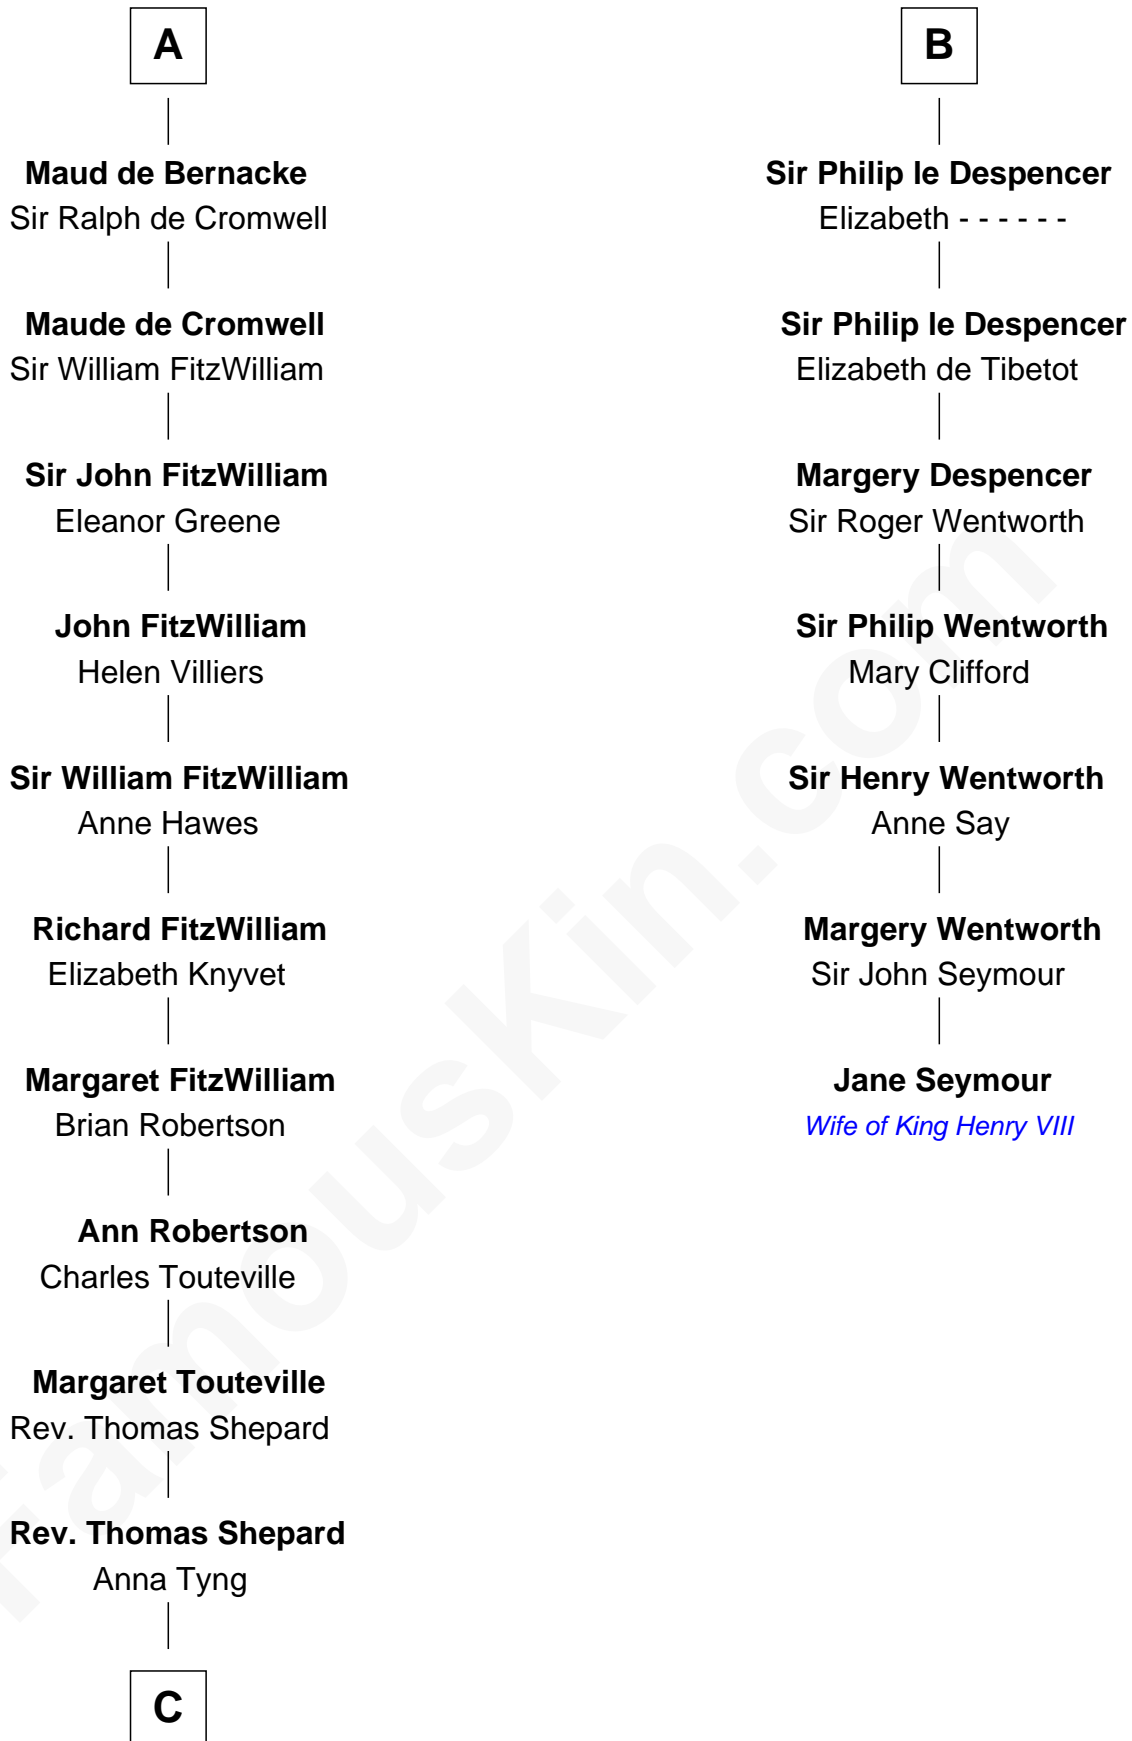 A
Maud de Bernacke
Sir Ralph de Cromwell
Maude de Cromwell
Sir William FitzWilliam
Sir John FitzWilliam
Eleanor Greene
John FitzWilliam
Helen Villiers
Sir William FitzWilliam
Anne Hawes
Richard FitzWilliam
Elizabeth Knyvet
Margaret FitzWilliam
Brian Robertson
Ann Robertson
Charles Touteville
Margaret Touteville
Rev. Thomas Shepard
Rev. Thomas Shepard
Anna Tyng
C
B
Sir Philip le Despencer
Elizabeth - - - - - -
Sir Philip le Despencer
Elizabeth de Tibetot
Margery Despencer
Sir Roger Wentworth
Sir Philip Wentworth
Mary Clifford
Sir Henry Wentworth
Anne Say
Margery Wentworth
Sir John Seymour
Jane Seymour
Wife of King Henry VIII
FamousKin.com